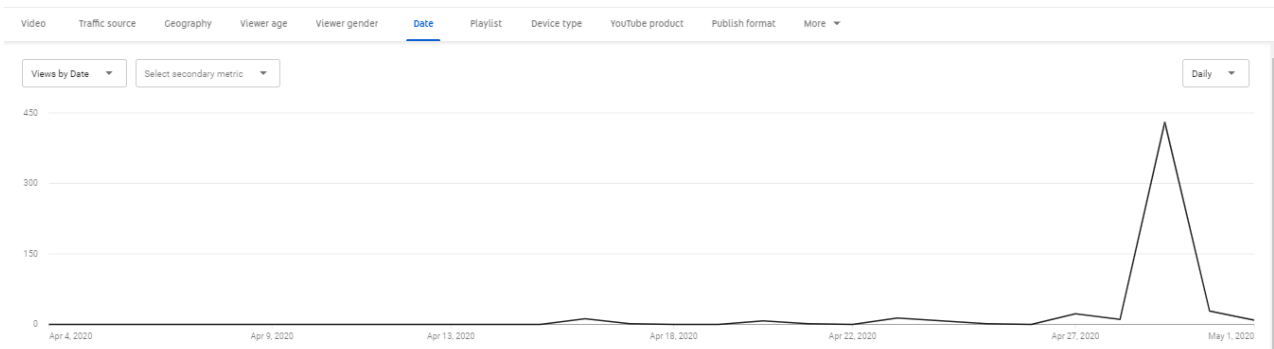 Video Traffic source Geography Viewer age Viewer gender Date Playlist Device type YouTube product Publish format More
Views by Date Select secondary metric Daily
450
300
150
0
Apr 4, 2020 Apr 9, 2020 Apr 13, 2020 Apr 18, 2020 Apr 22, 2020 Apr 27, 2020 May 1, 2020